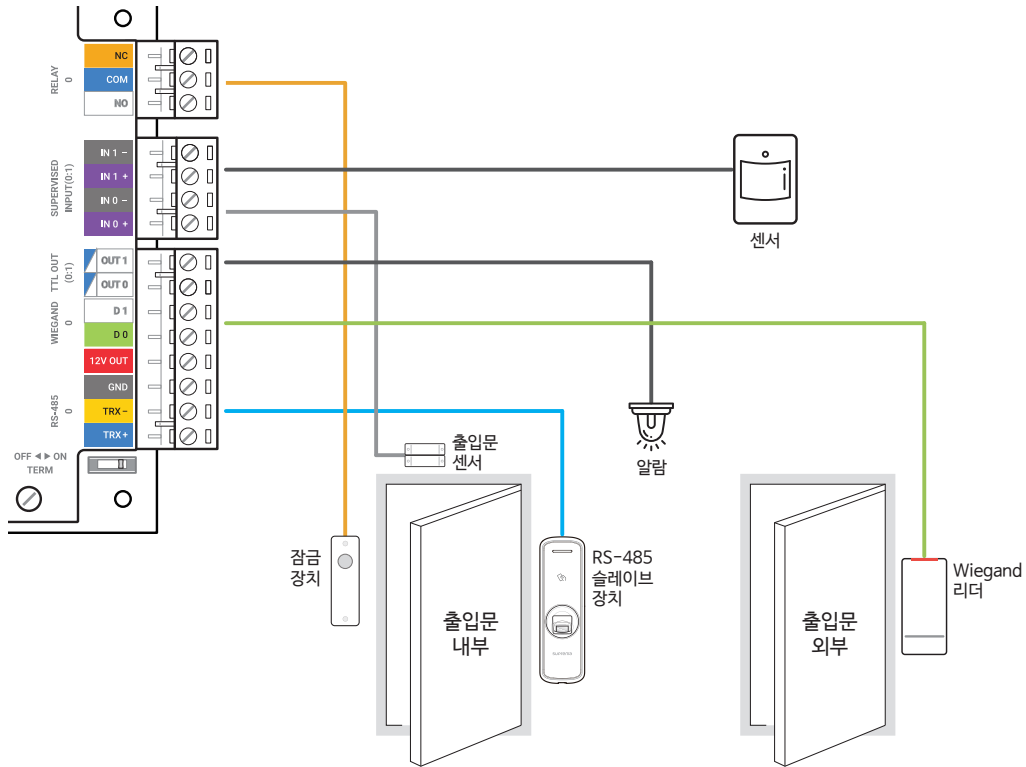 RELAY
0
NC
COM
NO
SUPERVISED
INPUT(0:1)
IN 1 −
IN 1 +
IN 0 −
IN 0 +
TTL OUT
(0:1)
OUT 1
OUT 0
WIEGAND
0
D 1
D 0
12V OUT
GND
RS-485
0
TRX −
TRX +
OFF ◀ ▶ ON
TERM
센서
알람
출입문
센서
잠금
장치
출입문
내부
RS-485
슬레이브
장치
suprema
출입문
외부
Wiegand
리더